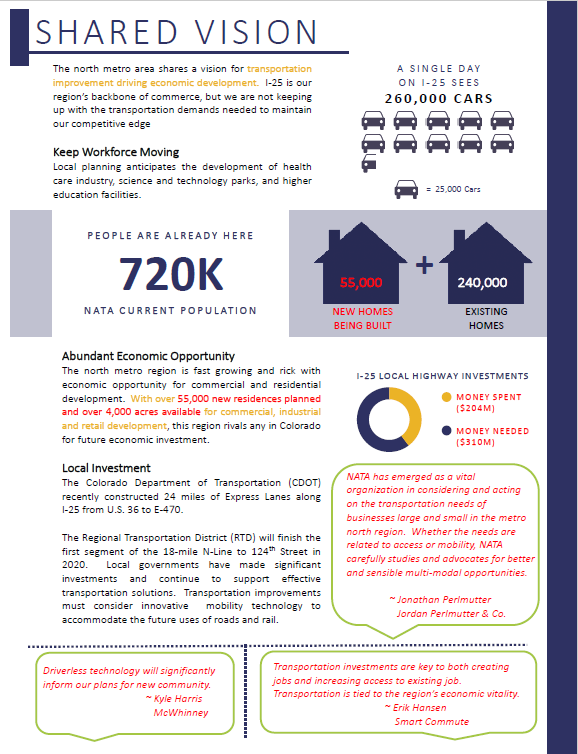 SHARED VISION
The north metro area shares a vision for transportation
improvement driving economic development. I-25 is our
region's backbone of commerce, but we are not keeping
up with the transportation demands needed to maintain
our competitive edge
Keep Workforce Moving
Local planning anticipates the development of health
care industry, science and technology parks, and higher
education facilities.
A SINGLE DAY
ON I-25 SEES
260,000 CARS
= 25,000 Cars
PEOPLE ARE ALREADY HERE
720K
NATA CURRENT POPULATION
55,000
NEW HOMES
BEING BUILT
+
240,000
EXISTING
HOMES
Abundant Economic Opportunity
The north metro region is fast growing and rick with
economic opportunity for commercial and residential
development. With over 55,000 new residences planned
and over 4,000 acres available for commercial, industrial
and retail development, this region rivals any in Colorado
for future economic investment.
Local Investment
The Colorado Department of Transportation (CDOT)
recently constructed 24 miles of Express Lanes along
I-25 from U.S. 36 to E-470.
The Regional Transportation District (RTD) will finish the
first segment of the 18-mile N-Line to 124th Street in
2020. Local governments have made significant
investments and continue to support effective
transportation solutions. Transportation improvements
must consider innovative mobility technology to
accommodate the future uses of roads and rail.
I-25 LOCAL HIGHWAY INVESTMENTS
MONEY SPENT
($204M)
MONEY NEEDED
($310M)
NATA has emerged as a vital
organization in considering and acting
on the transportation needs of
businesses large and small in the metro
north region. Whether the needs are
related to access or mobility, NATA
carefully studies and advocates for better
and sensible multi-modal opportunities.
~ Jonathan Perlmutter
Jordan Perlmutter & Co.
Driverless technology will significantly
inform our plans for new community.
~ Kyle Harris
McWhinney
Transportation investments are key to both creating
jobs and increasing access to existing job.
Transportation is tied to the region's economic vitality.
~ Erik Hansen
Smart Commute